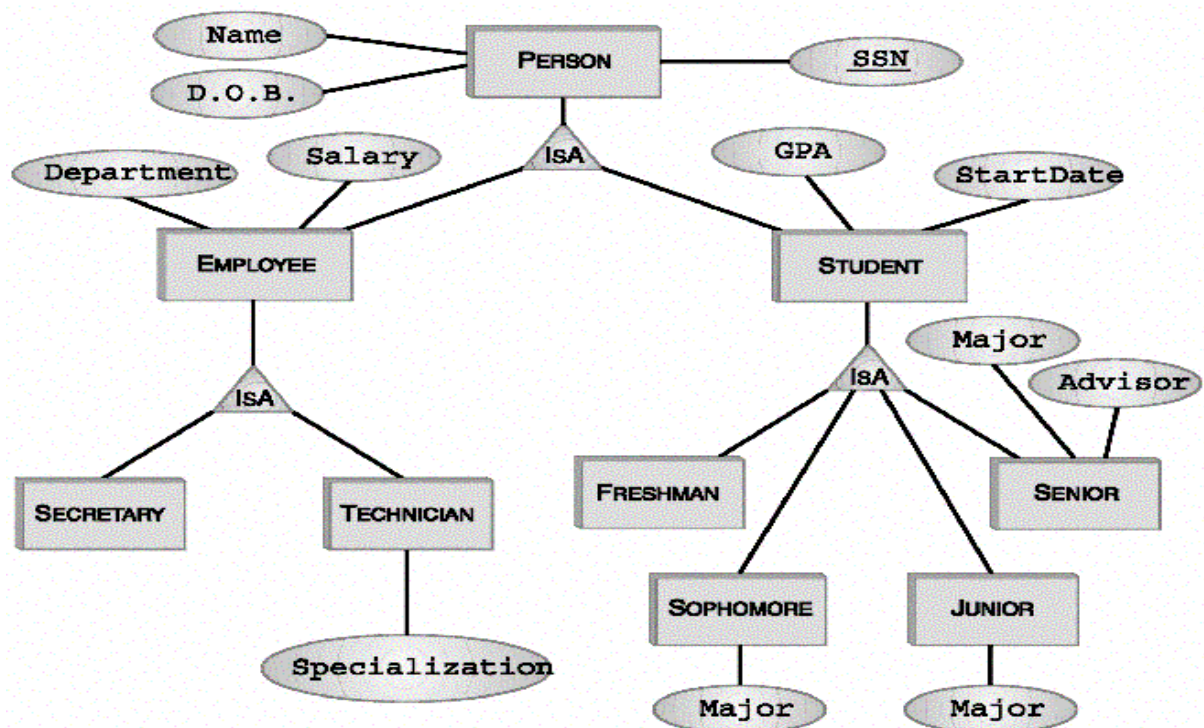 Name
PERSON
SSN
D.O.B.
IsA
Department
Salary
GPA
StartDate
EMPLOYEE
STUDENT
Major
IsA
IsA
Advisor
SECRETARY
TECHNICIAN
FRESHMAN
SENIOR
SOPHOMORE
JUNIOR
Specialization
Major
Major